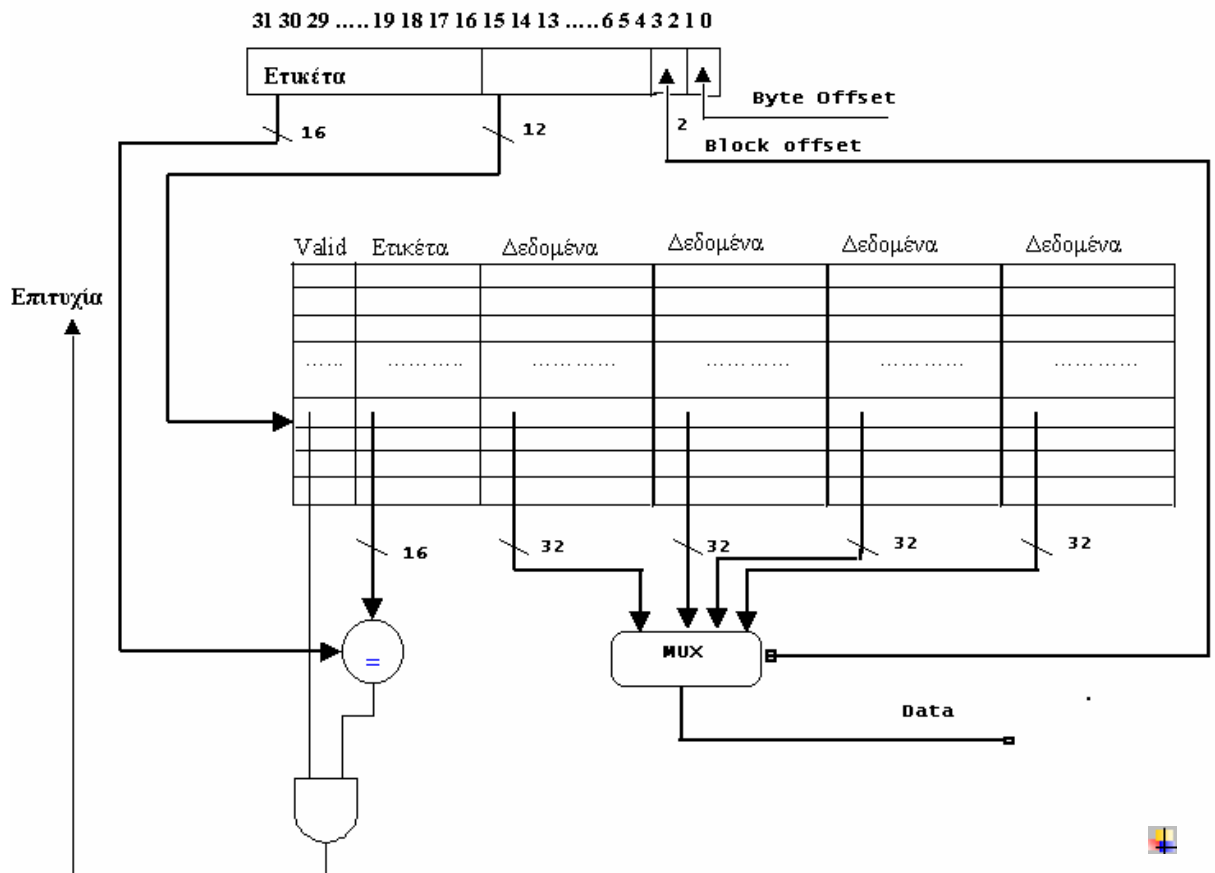 31 30 29 ..... 19 18 17 16 15 14 13 ..... 6 5 4 3 2 1 0
Ετικέτα
Byte Offset
16
12
2
Block offset
Valid Ετικέτα Δεδομένα Δεδομένα Δεδομένα Δεδομένα
Επιτυχία
...... ........... ............ ............ ............ ............
16
32
32
32
32
=
MUX
Data